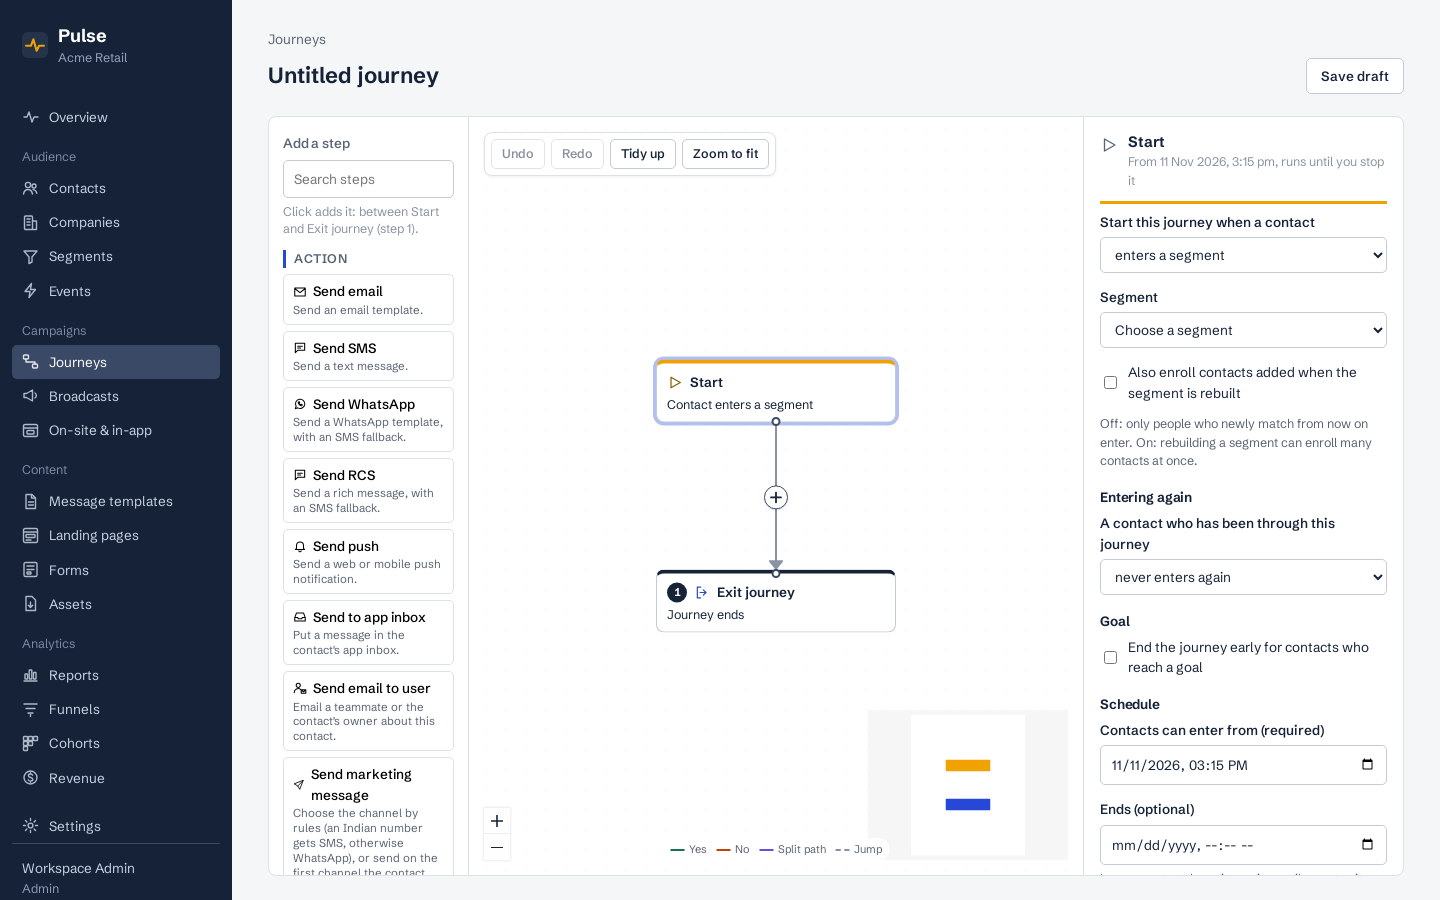 Pulse
Acme Retail
Overview
Audience
Contacts
Companies
Segments
Events
Campaigns
Journeys
Broadcasts
On-site & in-app
Content
Message templates
Landing pages
Forms
Assets
Analytics
Reports
Funnels
Cohorts
Revenue
Settings
Workspace Admin
Admin
Journeys
Untitled journey
Save draft
Add a step
Search steps
Click adds it: between Start
and Exit journey (step 1).
ACTION
Send email
Send an email template.
Send SMS
Send a text message.
Send WhatsApp
Send a WhatsApp template,
with an SMS fallback.
Send RCS
Send a rich message, with
an SMS fallback.
Send push
Send a web or mobile push
notification.
Send to app inbox
Put a message in the
contact's app inbox.
Send email to user
Email a teammate or the
contact's owner about this
contact.
Send marketing
message
Choose the channel by
rules (an Indian number
gets SMS, otherwise
WhatsApp), or send on the
first channel the contact
Undo
Redo
Tidy up
Zoom to fit
Start
Contact enters a segment
1
Exit journey
Journey ends
Yes
No
Split path
Jump
Start
From 11 Nov 2026, 3:15 pm, runs until you stop
it
Start this journey when a contact
enters a segment
Segment
Choose a segment
Also enroll contacts added when the
segment is rebuilt
Off: only people who newly match from now on
enter. On: rebuilding a segment can enroll many
contacts at once.
Entering again
A contact who has been through this
journey
never enters again
Goal
End the journey early for contacts who
reach a goal
Schedule
Contacts can enter from (required)
11/11/2026, 03:15 PM
Ends (optional)
mm/dd/yyyy, --:-- --